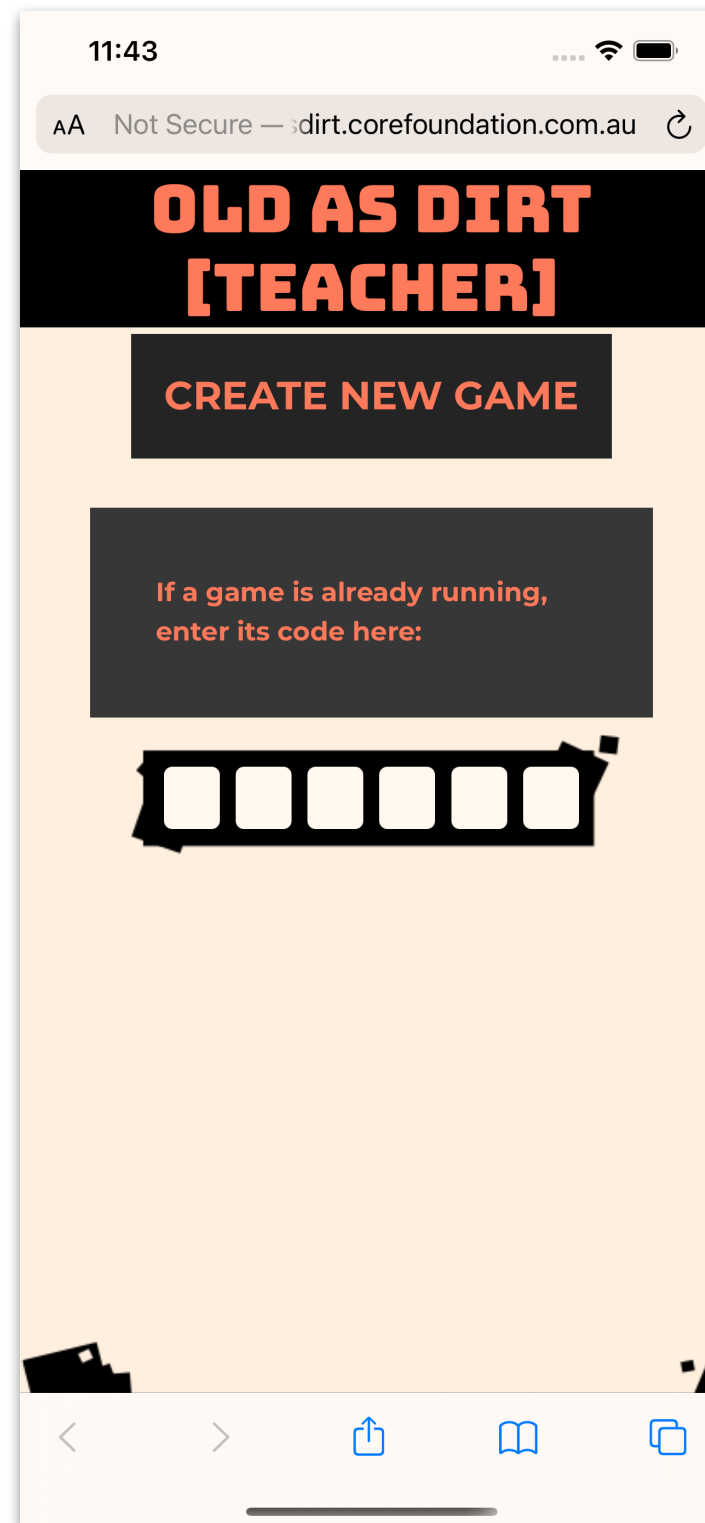 11:43
AA Not Secure — sdirt.corefoundation.com.au
OLD AS DIRT
[TEACHER]
CREATE NEW GAME
If a game is already running,
enter its code here: